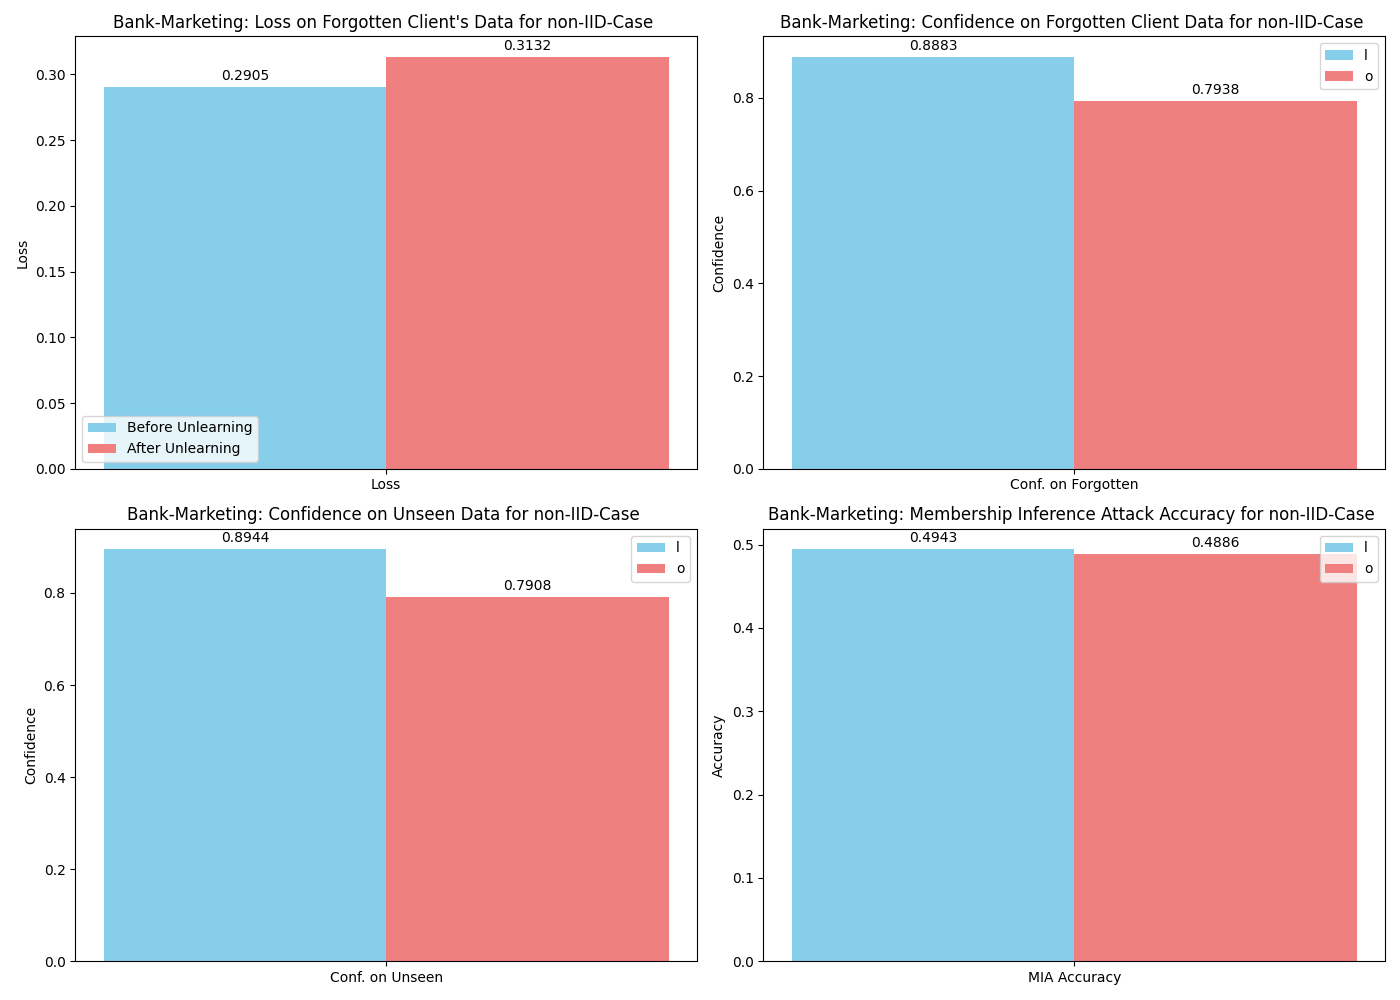 Bank-Marketing: Loss on Forgotten Client's Data for non-IID-Case
0.3132
0.2905
0.30
0.25
0.20
0.15
0.10
0.05
0.00
Loss
Before Unlearning
After Unlearning
Loss
Bank-Marketing: Confidence on Forgotten Client Data for non-IID-Case
0.8883
0.7938
l
o
0.8
0.6
0.4
0.2
0.0
Confidence
Conf. on Forgotten
Bank-Marketing: Confidence on Unseen Data for non-IID-Case
0.8944
0.7908
l
o
0.8
0.6
0.4
0.2
0.0
Confidence
Conf. on Unseen
Bank-Marketing: Membership Inference Attack Accuracy for non-IID-Case
0.4943
0.4886
l
o
0.5
0.4
0.3
0.2
0.1
0.0
Accuracy
MIA Accuracy